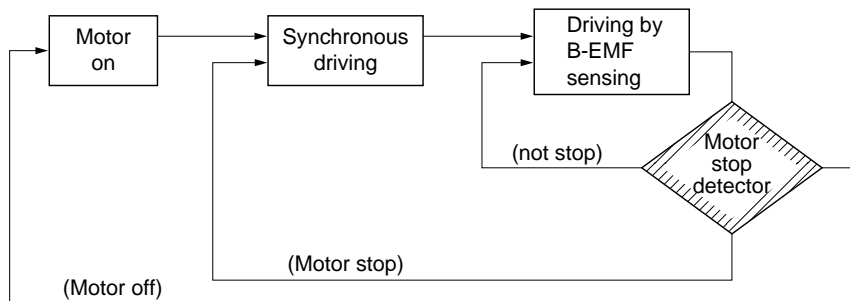 Motor
on
Synchronous
driving
Driving by
B-EMF
sensing
Motor
stop
detector
(not stop)
(Motor stop)
(Motor off)